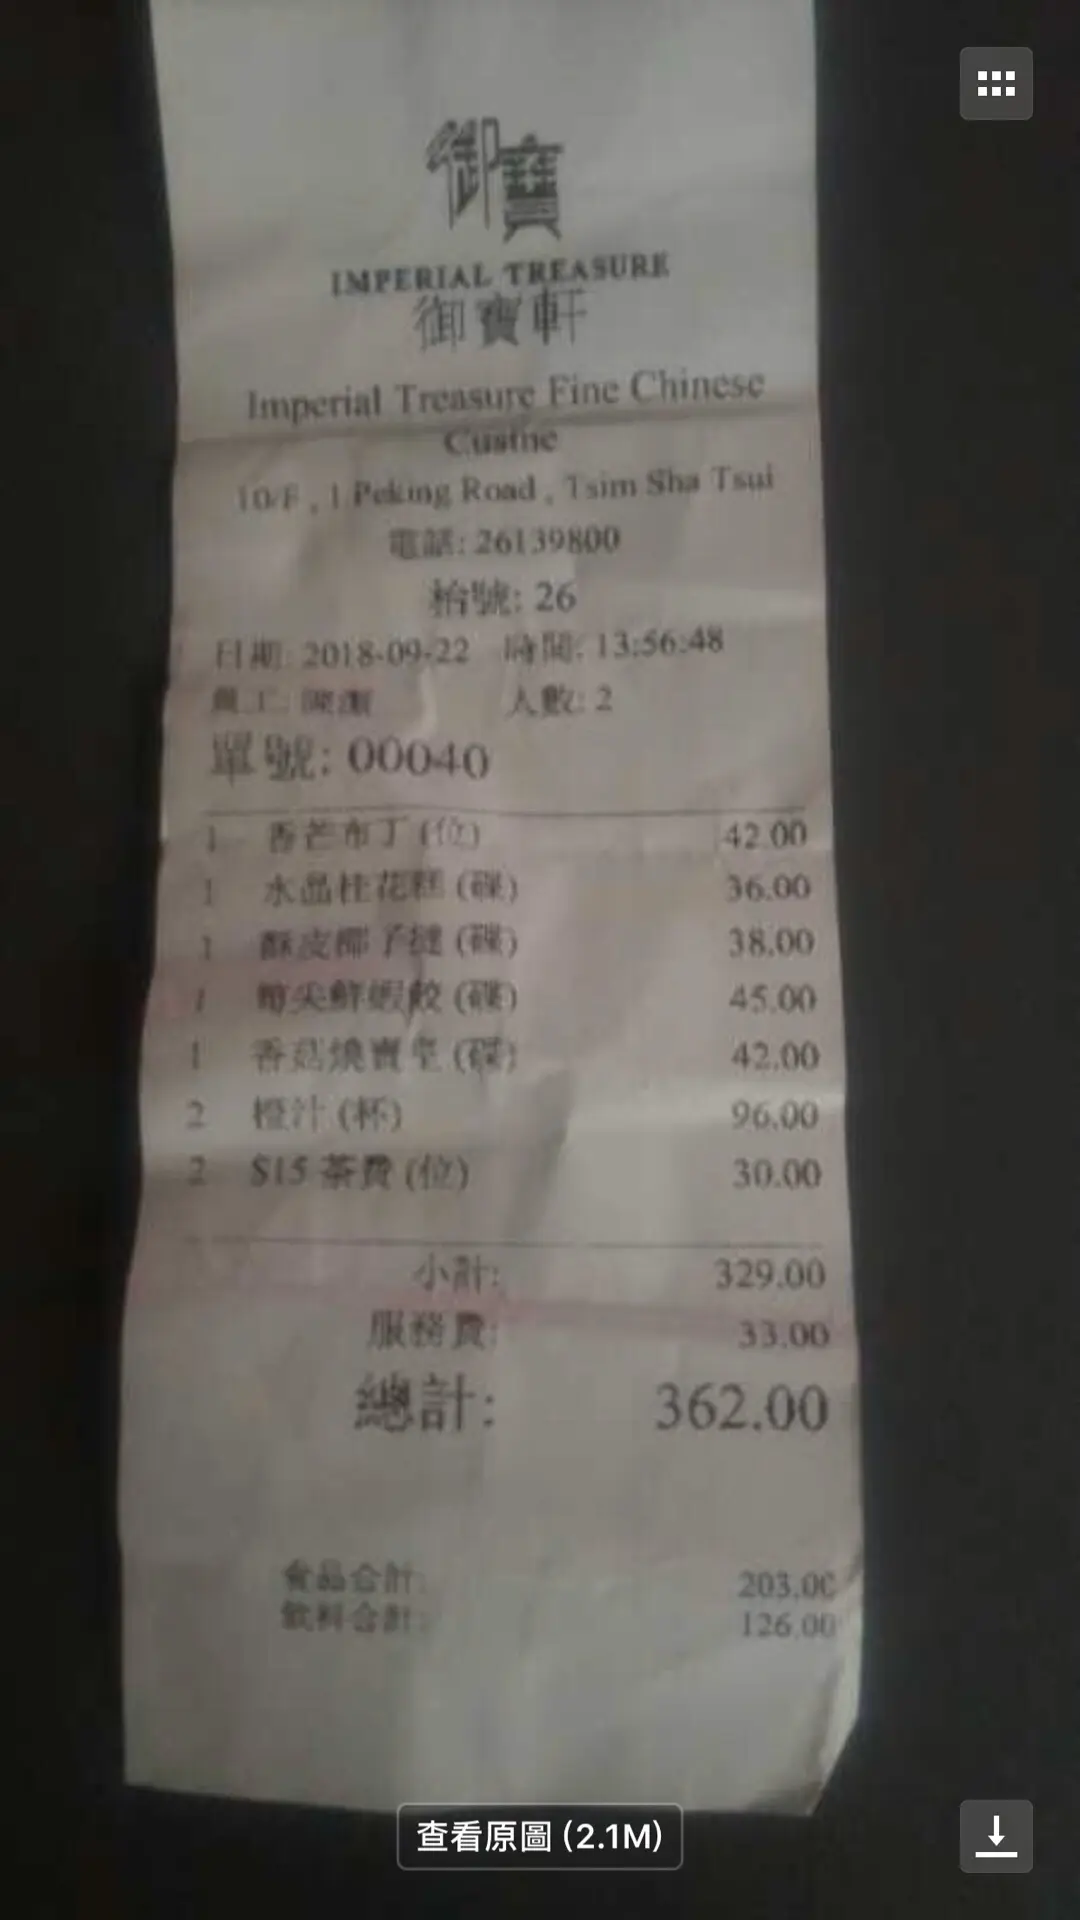 御寶
IMPERIAL TREASURE
御寶軒
Imperial Treasure Fine Chinese
Cusine
10/F , 1 Peking Road , Tsim Sha Tsui
電話: 26139800
枱號: 26
日期: 2018-09-22 時間: 13:56:48
員工: 人數: 2
單號: 00040
1 香芒布丁 (位) 42.00
1 水晶桂花糕 (碟) 36.00
1 酥皮椰子撻 (碟) 38.00
1 筍尖鮮蝦餃 (碟) 45.00
1 香菇燒賣皇 (碟) 42.00
2 橙汁 (杯) 96.00
2 $15 茶費 (位) 30.00
小計: 329.00
服務費: 33.00
總計: 362.00
食品合計: 203.00
飲料合計: 126.00
查看原圖 (2.1M)